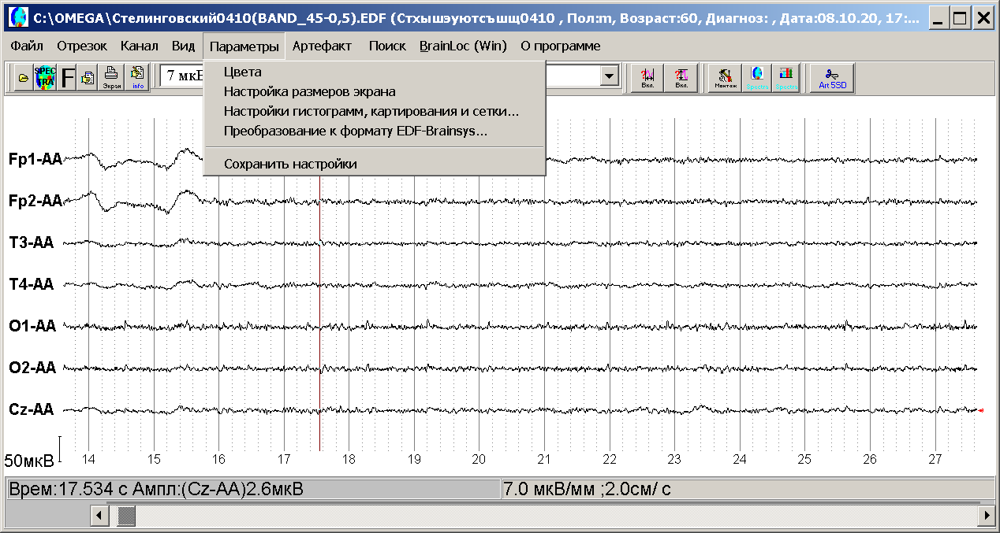 C:\OMEGA\Стелинговский0410(BAND_45-0,5).EDF (Стхышэуютсъшщ0410 , Пол:m, Возраст:60, Диагноз: , Дата:08.10.20, 17:...
Файл Отрезок Канал Вид Параметры Артефакт Поиск BrainLoc (Win) О программе
SPEC TRA F Экран info 7 мкВ Вкл. Вкл. Монтаж Spectra Spectra Art SSD
Цвета
Настройка размеров экрана
Настройки гистограмм, картирования и сетки...
Преобразование к формату EDF-Brainsys...
Сохранить настройки
Fp1-AA
Fp2-AA
T3-AA
T4-AA
O1-AA
O2-AA
Cz-AA
50мкВ 14 15 16 17 18 19 20 21 22 23 24 25 26 27
Врем:17.534 с Ампл:(Cz-AA)2.6мкВ 7.0 мкВ/мм ;2.0см/ с